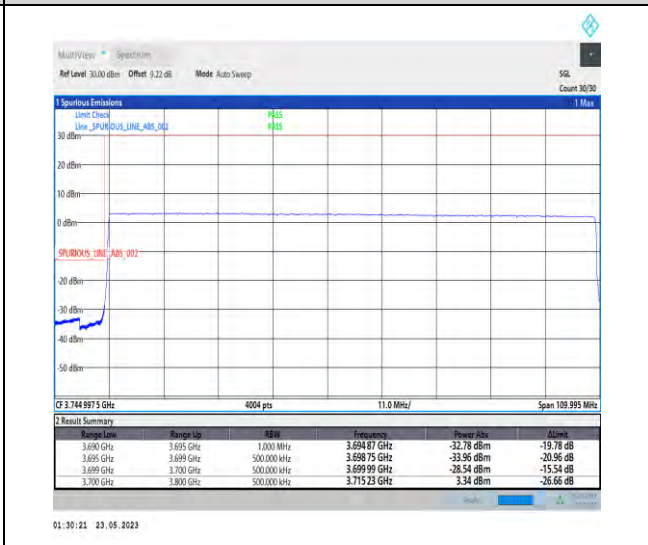 MultiView Spectrum
Ref Level 30.00 dBm Offset 9.22 dB Mode Auto Sweep SGL
Count 30/30
1 Spurious Emissions 1 Max
Limit Check PASS
Line _SPURIOUS_LINE_ABS_002 PASS
30 dBm
20 dBm
10 dBm
0 dBm
SPURIOUS_LINE_ABS_002
-20 dBm
-30 dBm
-40 dBm
-50 dBm
CF 3.744 997 5 GHz 4004 pts 11.0 MHz/ Span 109.995 MHz
2 Result Summary
Range Low Range Up RBW Frequency Power Abs ΔLimit
3.690 GHz 3.695 GHz 1.000 MHz 3.694 87 GHz -32.78 dBm -19.78 dB
3.695 GHz 3.699 GHz 500.000 kHz 3.698 75 GHz -33.96 dBm -20.96 dB
3.699 GHz 3.700 GHz 500.000 kHz 3.699 99 GHz -28.54 dBm -15.54 dB
3.700 GHz 3.800 GHz 500.000 kHz 3.715 23 GHz 3.34 dBm -26.66 dB
01:30:21 23.05.2023